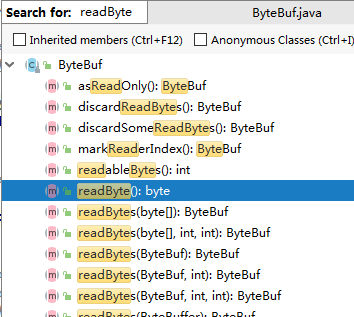 Search for: readByte ByteBuf.java
Inherited members (Ctrl+F12) Anonymous Classes (Ctrl+I)
ByteBuf
asReadOnly(): ByteBuf
discardReadBytes(): ByteBuf
discardSomeReadBytes(): ByteBuf
markReaderIndex(): ByteBuf
readableBytes(): int
readByte(): byte
readBytes(byte[]): ByteBuf
readBytes(byte[], int, int): ByteBuf
readBytes(ByteBuf): ByteBuf
readBytes(ByteBuf, int): ByteBuf
readBytes(ByteBuf, int, int): ByteBuf
readBytes(ByteBuffer): ByteBuf